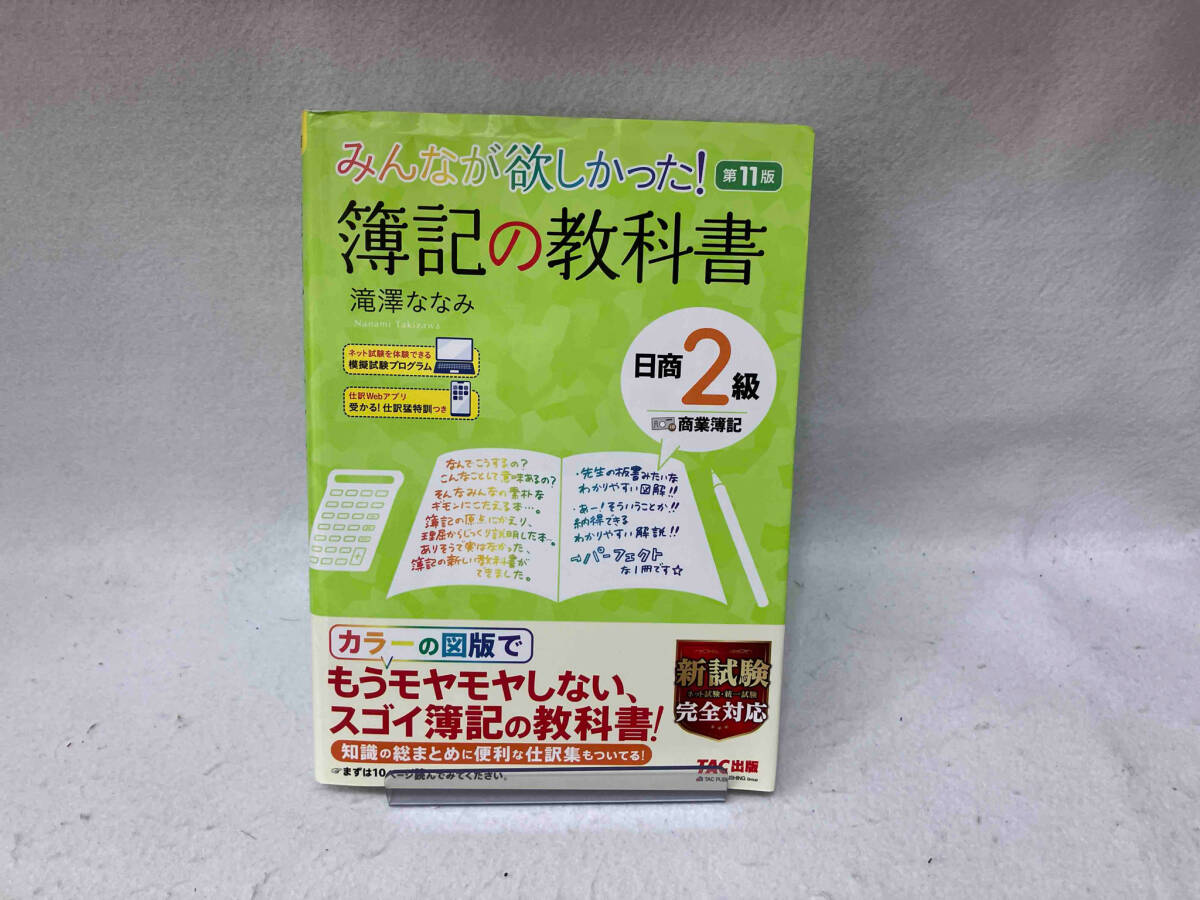 みんなが欲しかった!
第11版
簿記の教科書
滝澤ななみ
Nanami Takizawa
ネット試験を体験できる
模擬試験プログラム
仕訳Webアプリ
受かる!仕訳猛特訓つき
日商2級
商業簿記
なんでこうするの?
こんなことして意味あるの?
そんなみんなの素朴な
ギモンにこたえる本…。
簿記の原点にかえり、
理屈からじっくり説明した本…。
ありそうで実はなかった、
簿記の新しい教科書が
できました。
・先生の板書みたいな
わかりやすい図解!!
・あー!そういうことか!!
納得できる
わかりやすい解説!!
⇒パーフェクト
な1冊です☆
カラーの図版で
もうモヤモヤしない、
スゴイ簿記の教科書!
知識の総まとめに便利な仕訳集もついてる!
☞まずは10ページ読んでみてください。
新試験
ネット試験・統一試験
完全対応
TAC出版
TAC PUBLISHING Group